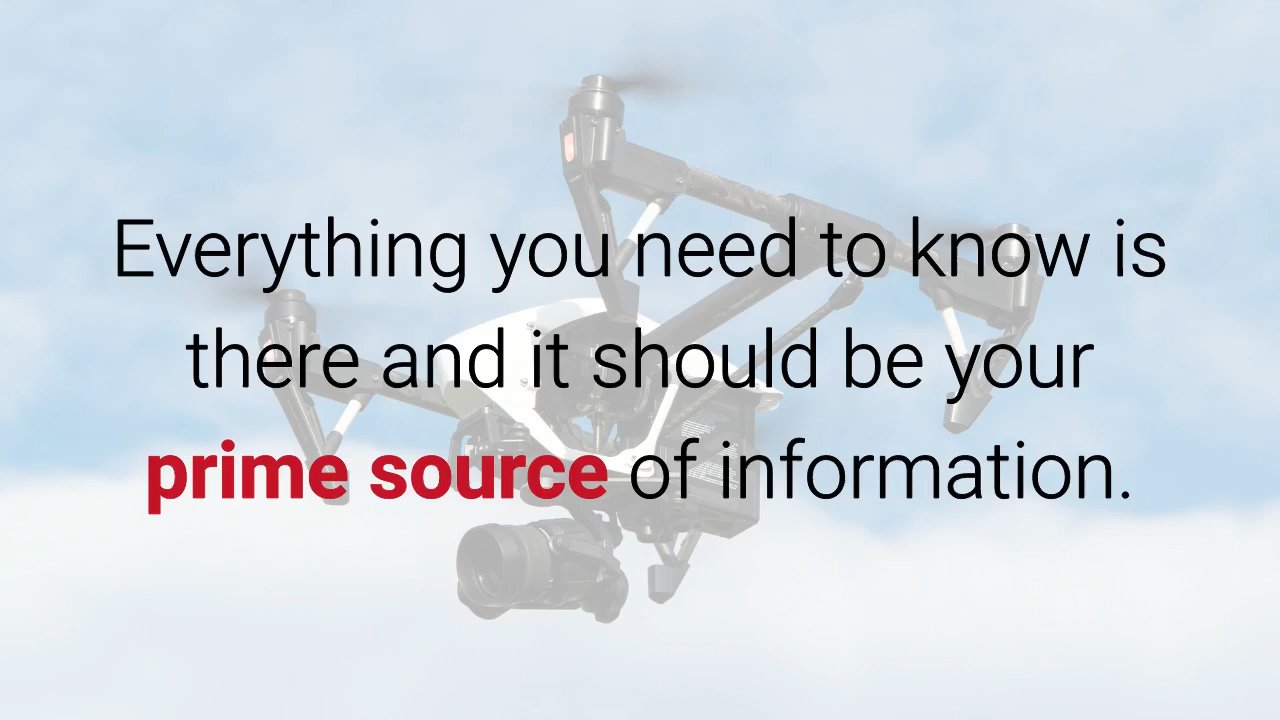 Everything you need to know is
there and it should be your
prime source of information.